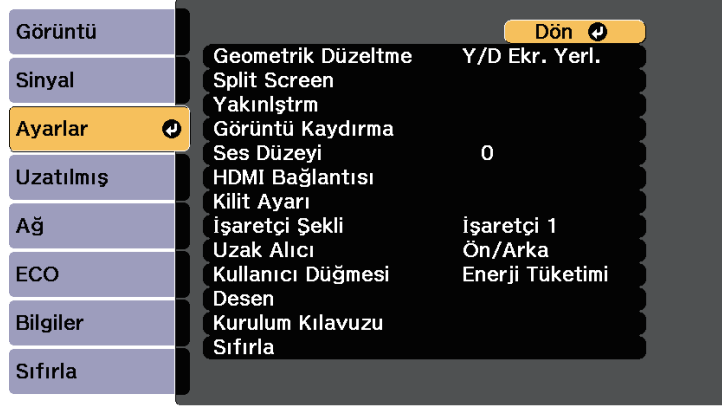 Görüntü
Sinyal
Ayarlar
Uzatılmış
Ağ
ECO
Bilgiler
Sıfırla
Dön
Geometrik Düzeltme Y/D Ekr. Yerl.
Split Screen
Yakınlştrm
Görüntü Kaydırma
Ses Düzeyi 0
HDMI Bağlantısı
Kilit Ayarı
İşaretçi Şekli İşaretçi 1
Uzak Alıcı Ön/Arka
Kullanıcı Düğmesi Enerji Tüketimi
Desen
Kurulum Kılavuzu
Sıfırla